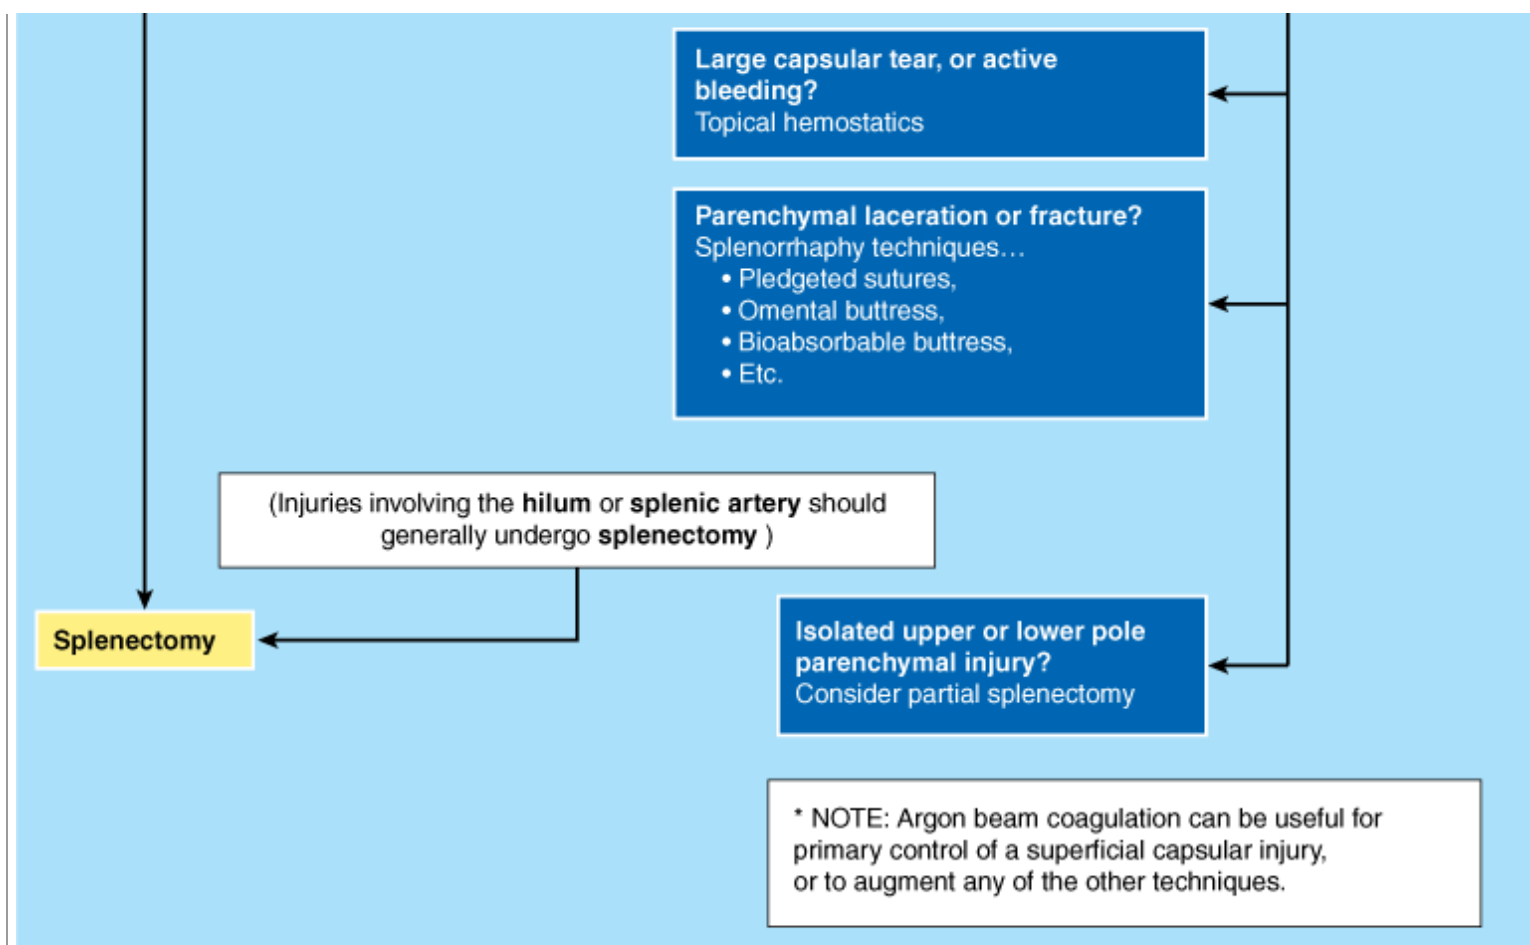 Large capsular tear, or active
bleeding?
Topical hemostatics
Parenchymal laceration or fracture?
Splenorrhaphy techniques…
• Pledgeted sutures,
• Omental buttress,
• Bioabsorbable buttress,
• Etc.
(Injuries involving the hilum or splenic artery should
generally undergo splenectomy )
Splenectomy
Isolated upper or lower pole
parenchymal injury?
Consider partial splenectomy
* NOTE: Argon beam coagulation can be useful for
primary control of a superficial capsular injury,
or to augment any of the other techniques.